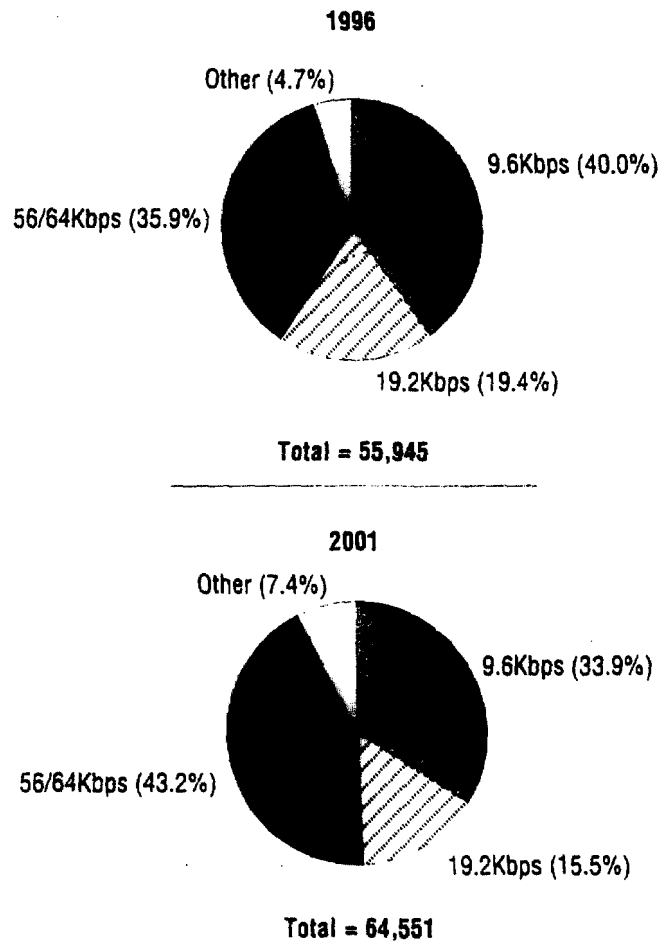 1996
Other (4.7%)
9.6Kbps (40.0%)
56/64Kbps (35.9%)
19.2Kbps (19.4%)
Total = 55,945
2001
Other (7.4%)
9.6Kbps (33.9%)
56/64Kbps (43.2%)
19.2Kbps (15.5%)
Total = 64,551